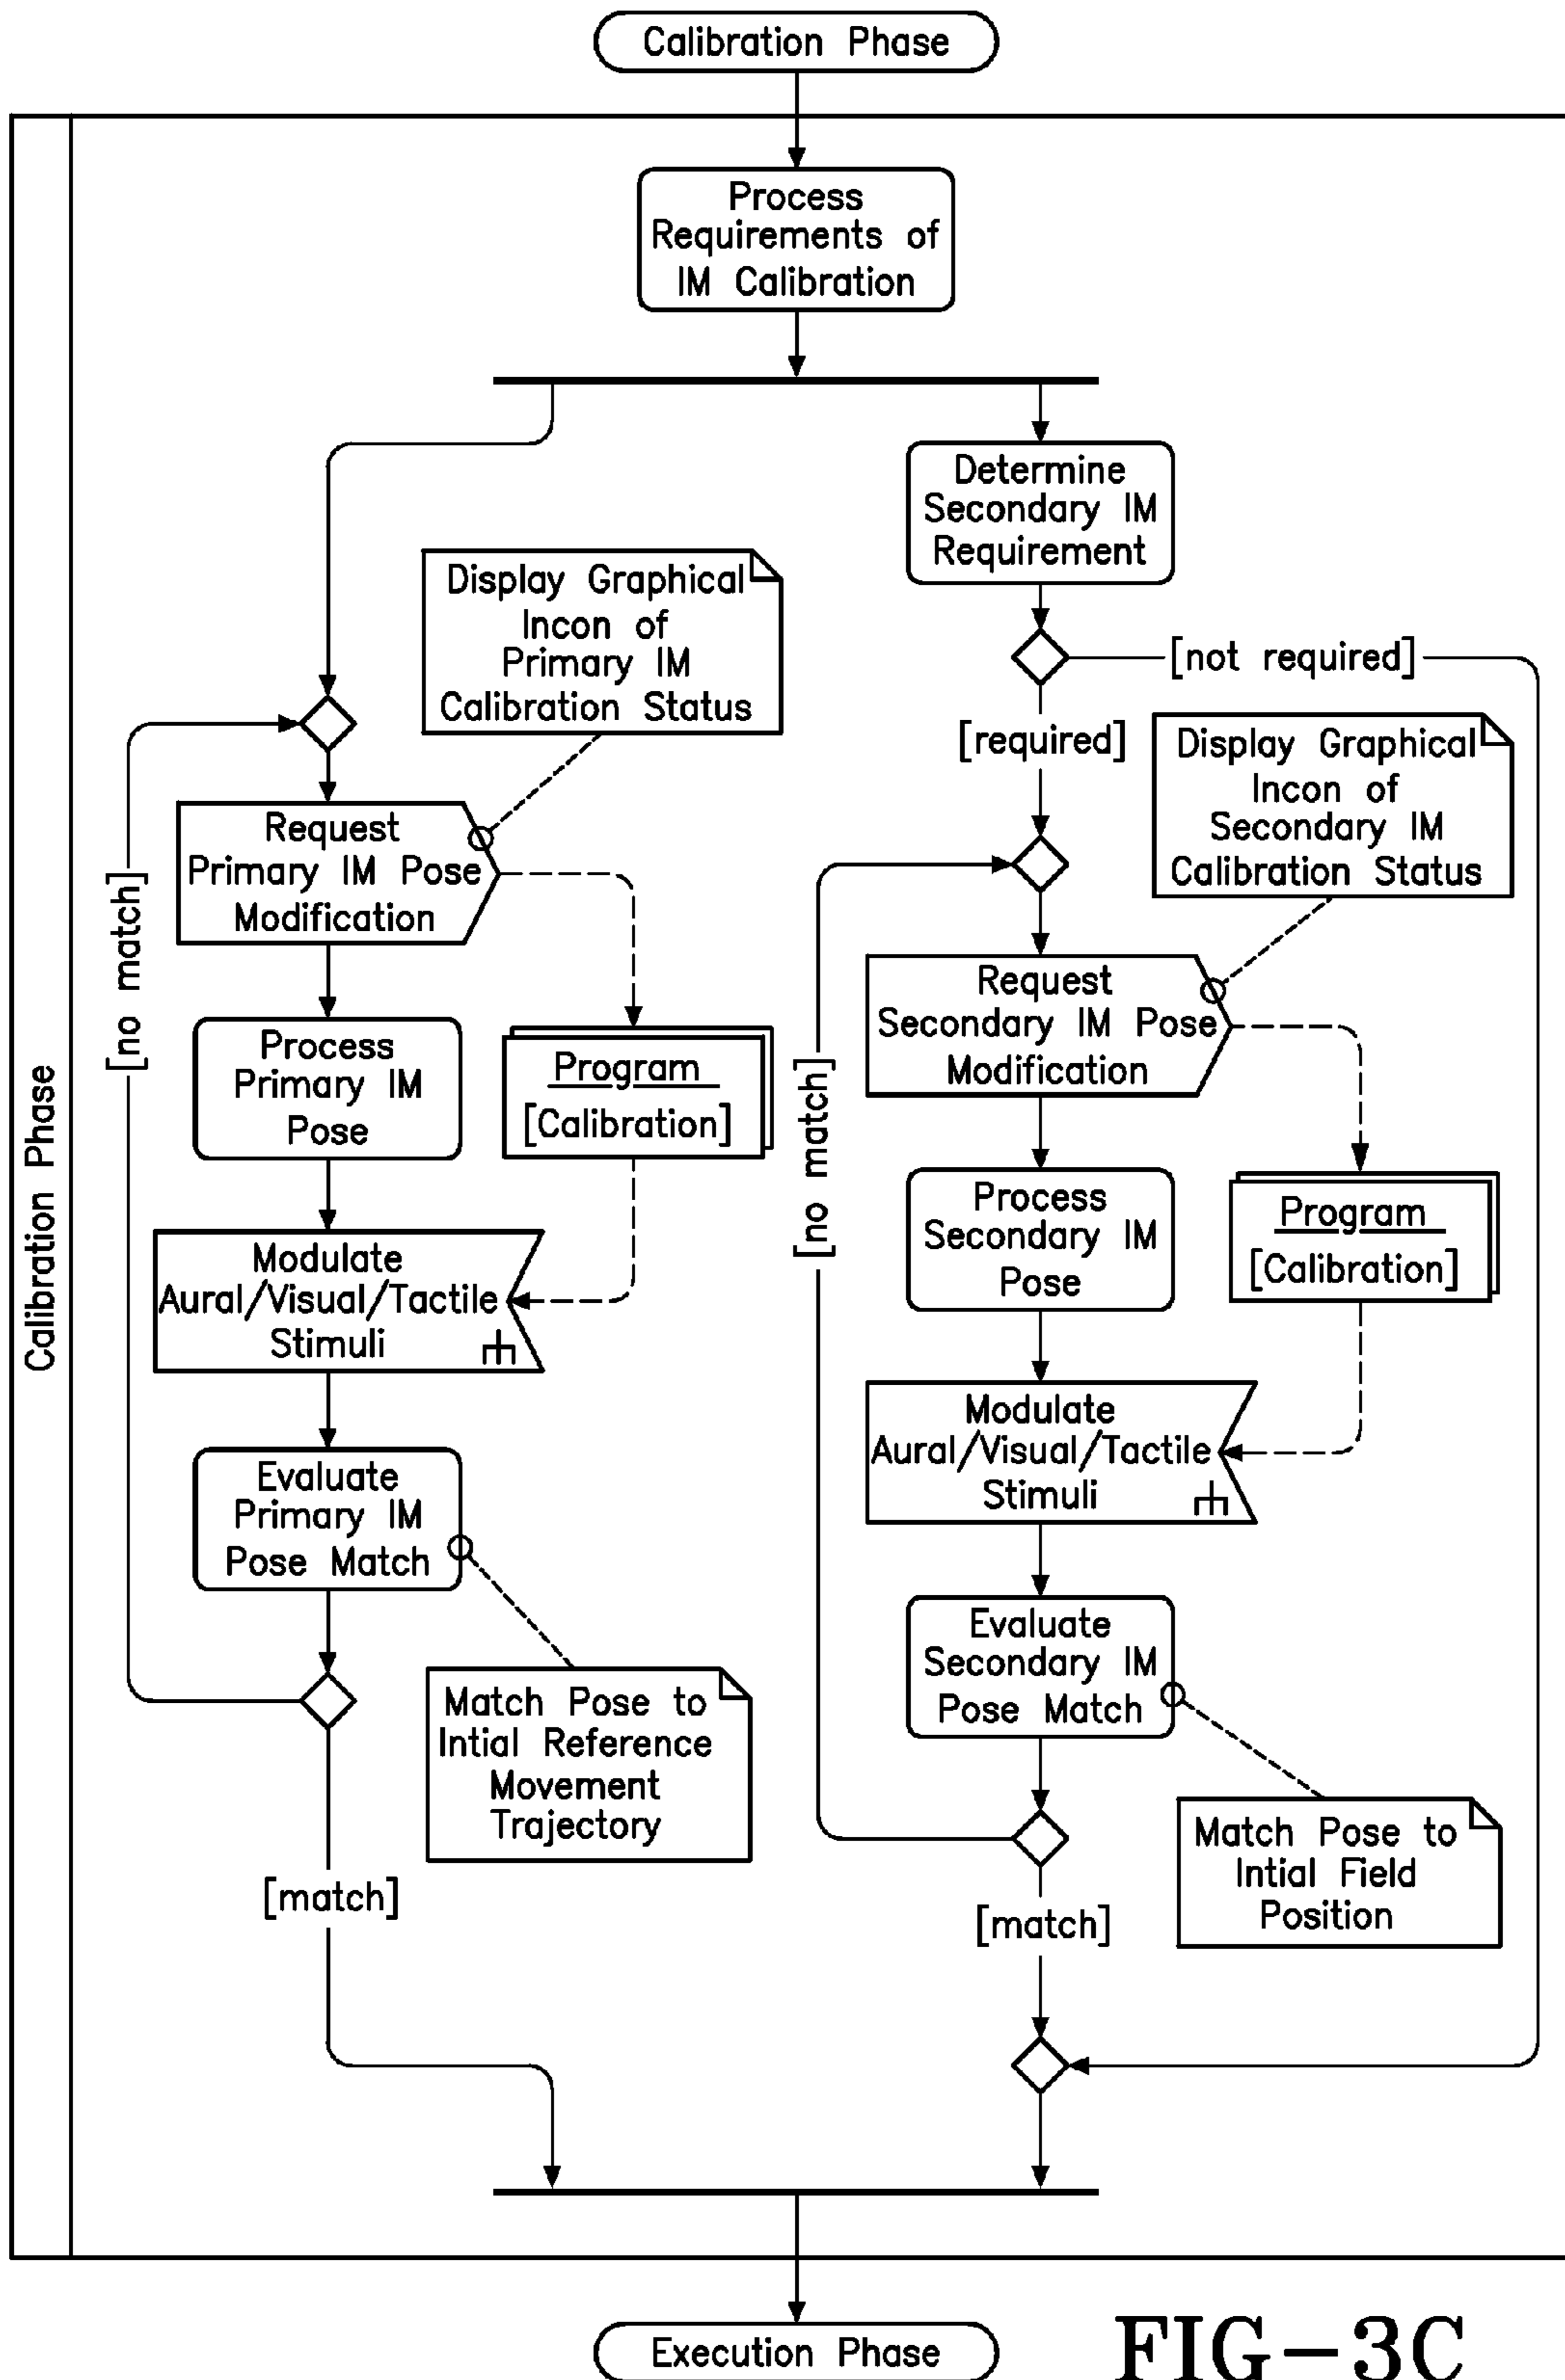 Calibration Phase
Calibration Phase
Process
Requirements of
IM Calibration
Determine
Secondary IM
Requirement
[not required]
[required]
Display Graphical
Incon of
Primary IM
Calibration Status
Display Graphical
Incon of
Secondary IM
Calibration Status
[no match]
Request
Primary IM Pose
Modification
Process
Primary IM
Pose
Program
[Calibration]
Modulate
Aural/Visual/Tactile
Stimuli
Evaluate
Primary IM
Pose Match
Match Pose to
Intial Reference
Movement
Trajectory
[match]
[no match]
Request
Secondary IM Pose
Modification
Process
Secondary IM
Pose
Program
[Calibration]
Modulate
Aural/Visual/Tactile
Stimuli
Evaluate
Secondary IM
Pose Match
Match Pose to
Intial Field
Position
[match]
Execution Phase
FIG-3C